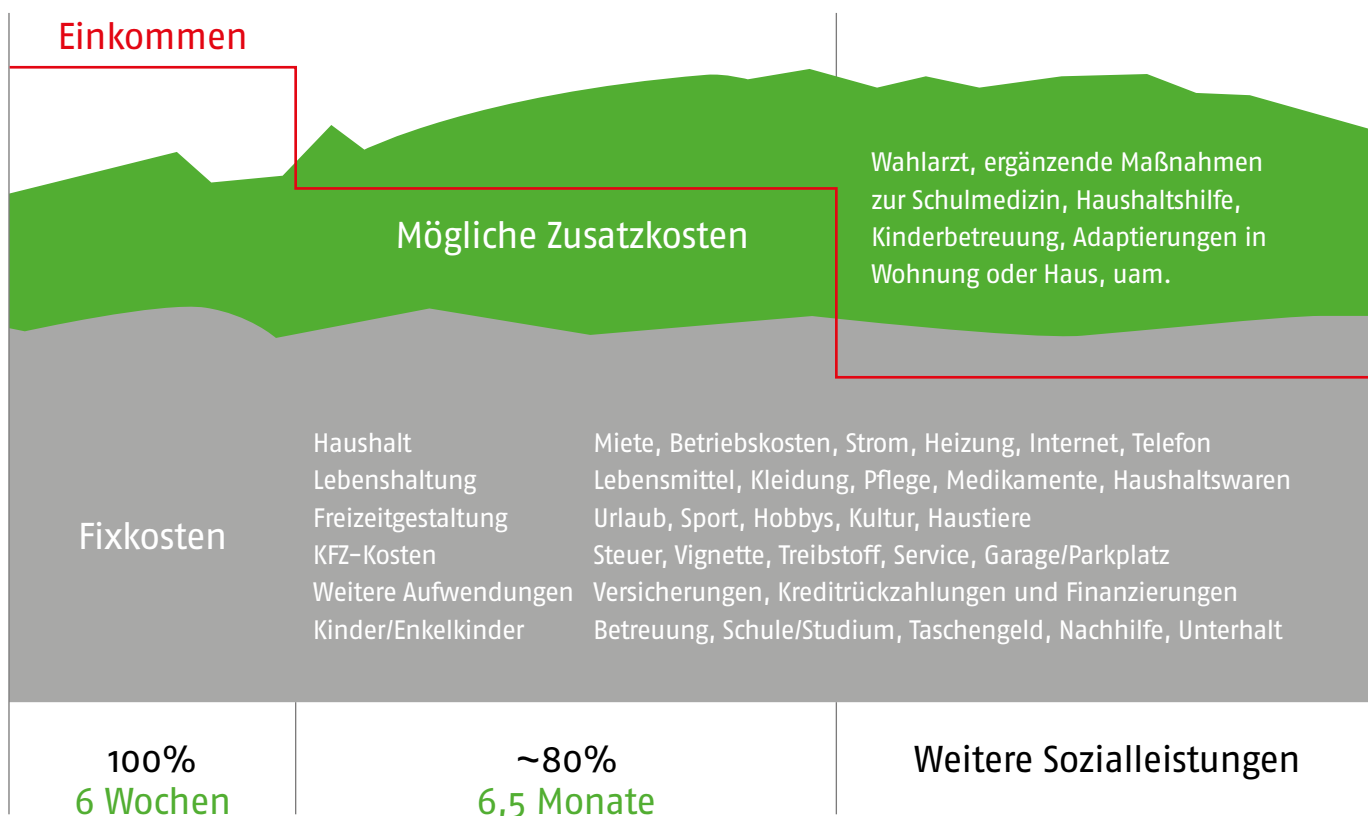 Einkommen
Wahlarzt, ergänzende Maßnahmen
zur Schulmedizin, Haushaltshilfe,
Kinderbetreuung, Adaptierungen in
Wohnung oder Haus, uam.
Mögliche Zusatzkosten
Fixkosten
Haushalt Miete, Betriebskosten, Strom, Heizung, Internet, Telefon
Lebenshaltung Lebensmittel, Kleidung, Pflege, Medikamente, Haushaltswaren
Freizeitgestaltung Urlaub, Sport, Hobbys, Kultur, Haustiere
KFZ-Kosten Steuer, Vignette, Treibstoff, Service, Garage/Parkplatz
Weitere Aufwendungen Versicherungen, Kreditrückzahlungen und Finanzierungen
Kinder/Enkelkinder Betreuung, Schule/Studium, Taschengeld, Nachhilfe, Unterhalt
100%
6 Wochen
~80%
6,5 Monate
Weitere Sozialleistungen